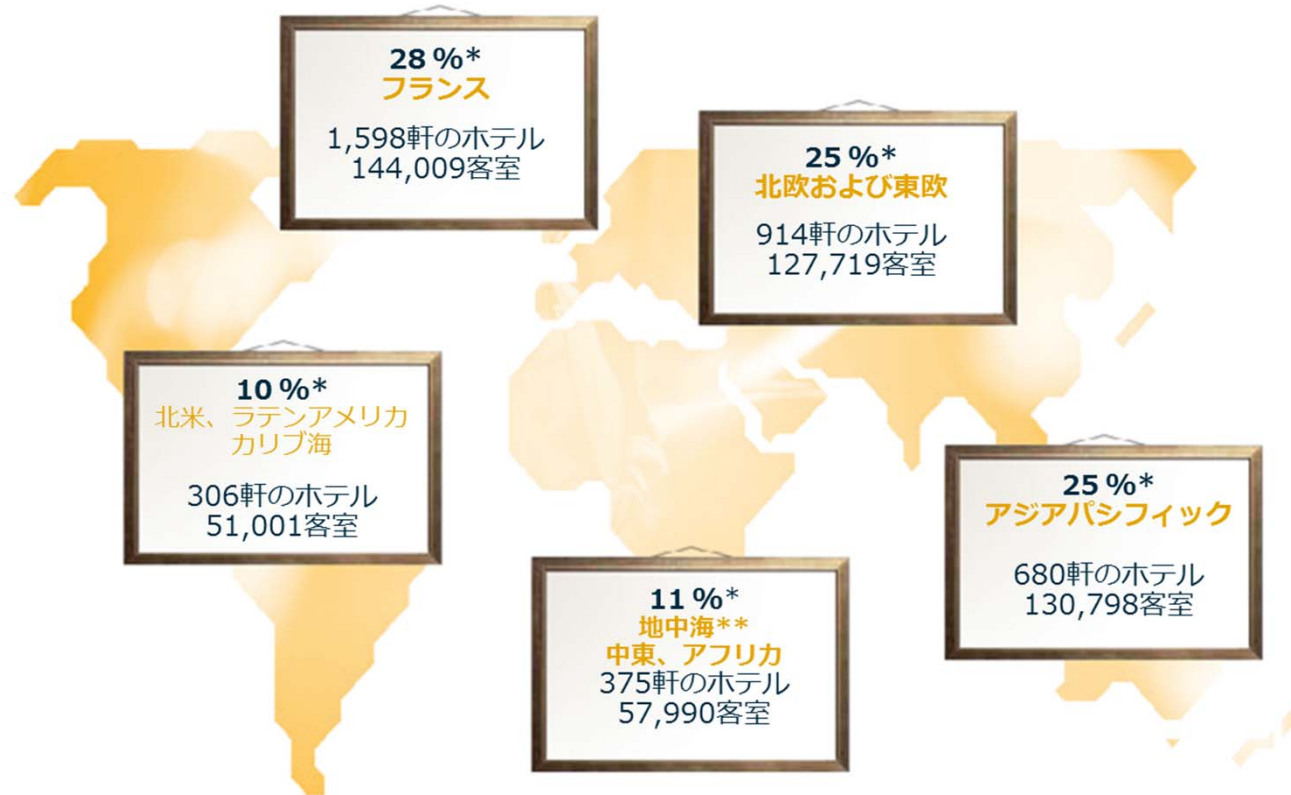 28 %*
フランス
1,598軒のホテル
144,009客室
25 %*
北欧および東欧
914軒のホテル
127,719客室
10 %*
北米、ラテンアメリカ
カリブ海
306軒のホテル
51,001客室
25 %*
アジアパシフィック
680軒のホテル
130,798客室
11 %*
地中海**
中東、アフリカ
375軒のホテル
57,990客室